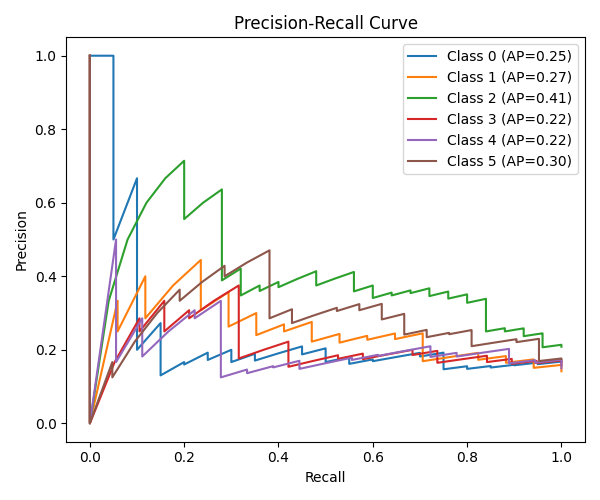 Precision-Recall Curve
Class 0 (AP=0.25)
Class 1 (AP=0.27)
Class 2 (AP=0.41)
Class 3 (AP=0.22)
Class 4 (AP=0.22)
Class 5 (AP=0.30)
Precision
1.0
0.8
0.6
0.4
0.2
0.0
0.0 0.2 0.4 0.6 0.8 1.0
Recall